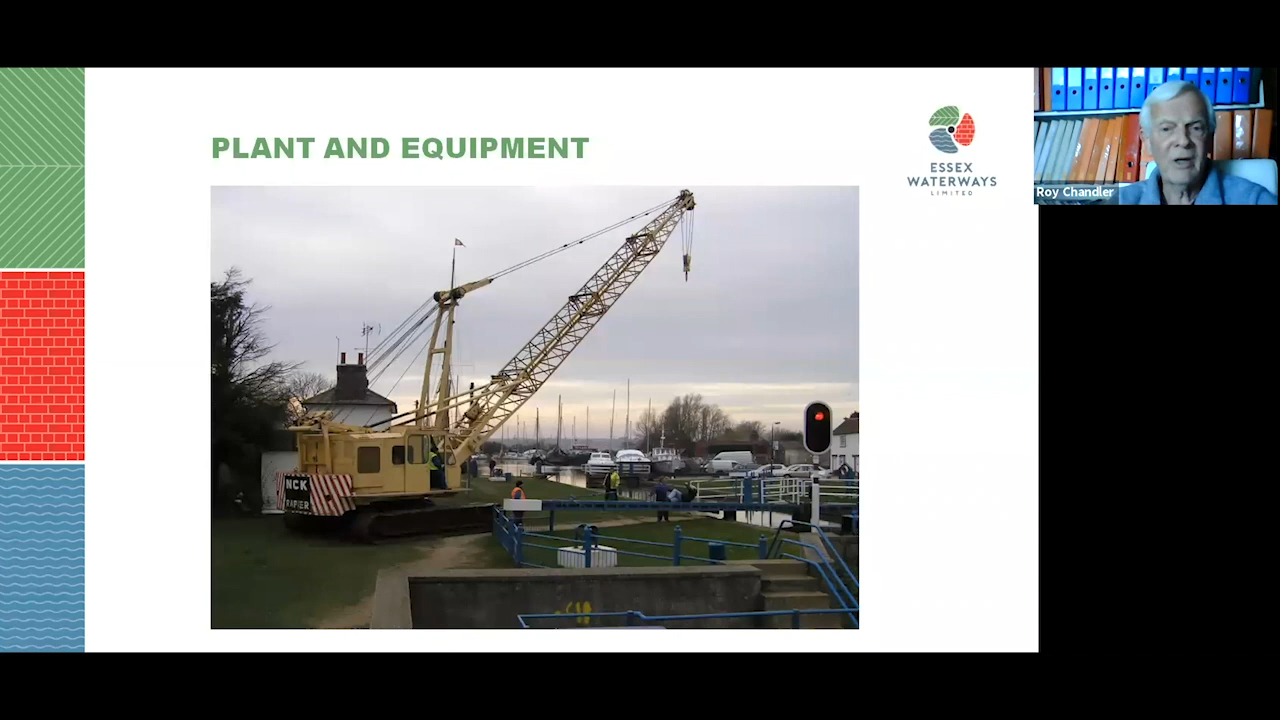 PLANT AND EQUIPMENT
ESSEX
WATERWAYS
LIMITED
Roy Chandler
NCK
RAPIER